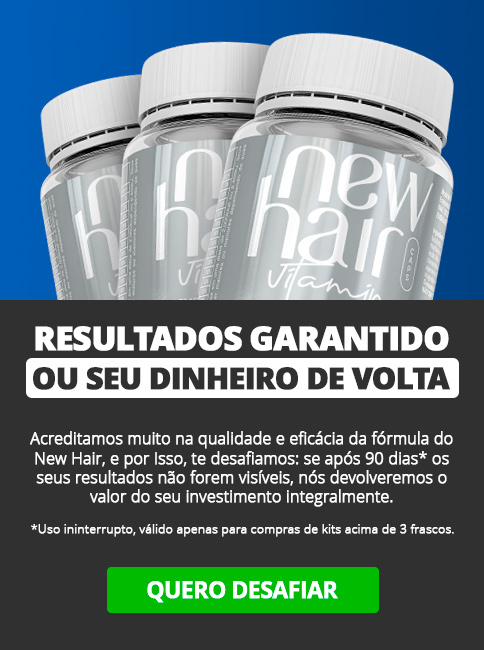 new
hair
CAPS
RESULTADOS GARANTIDO
OU SEU DINHEIRO DE VOLTA
Acreditamos muito na qualidade e eficácia da fórmula do
New Hair, e por Isso, te desafiamos: se após 90 dias* os
seus resultados não forem visíveis, nós devolveremos o
valor do seu investimento integralmente.
*Uso ininterrupto, válido apenas para compras de kits acima de 3 frascos.
QUERO DESAFIAR